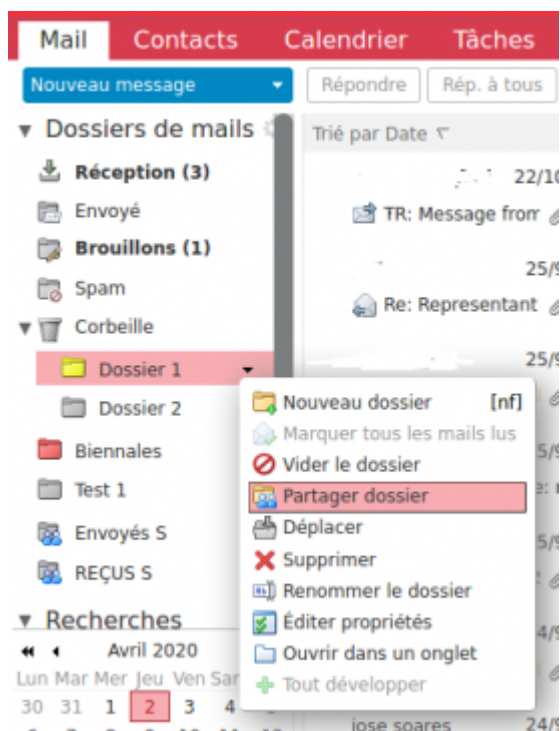 Mail Contacts Calendrier Tâches
Nouveau message Répondre Rép. à tous
Dossiers de mails
Réception (3)
Envoyé
Brouillons (1)
Spam
Corbeille
Dossier 1
Dossier 2
Biennales
Test 1
Envoyés S
REÇUS S
Recherches
Avril 2020
Lun Mar Mer Jeu Ven Sam
30 31 1 2 3 4
Trié par Date
22/10
TR: Message from
25/9
Re: Representant
25/9
Nouveau dossier [nf]
Marquer tous les mails lus
Vider le dossier
Partager dossier
Déplacer
Supprimer
Renommer le dossier
Éditer propriétés
Ouvrir dans un onglet
Tout développer
jose soares 24/9